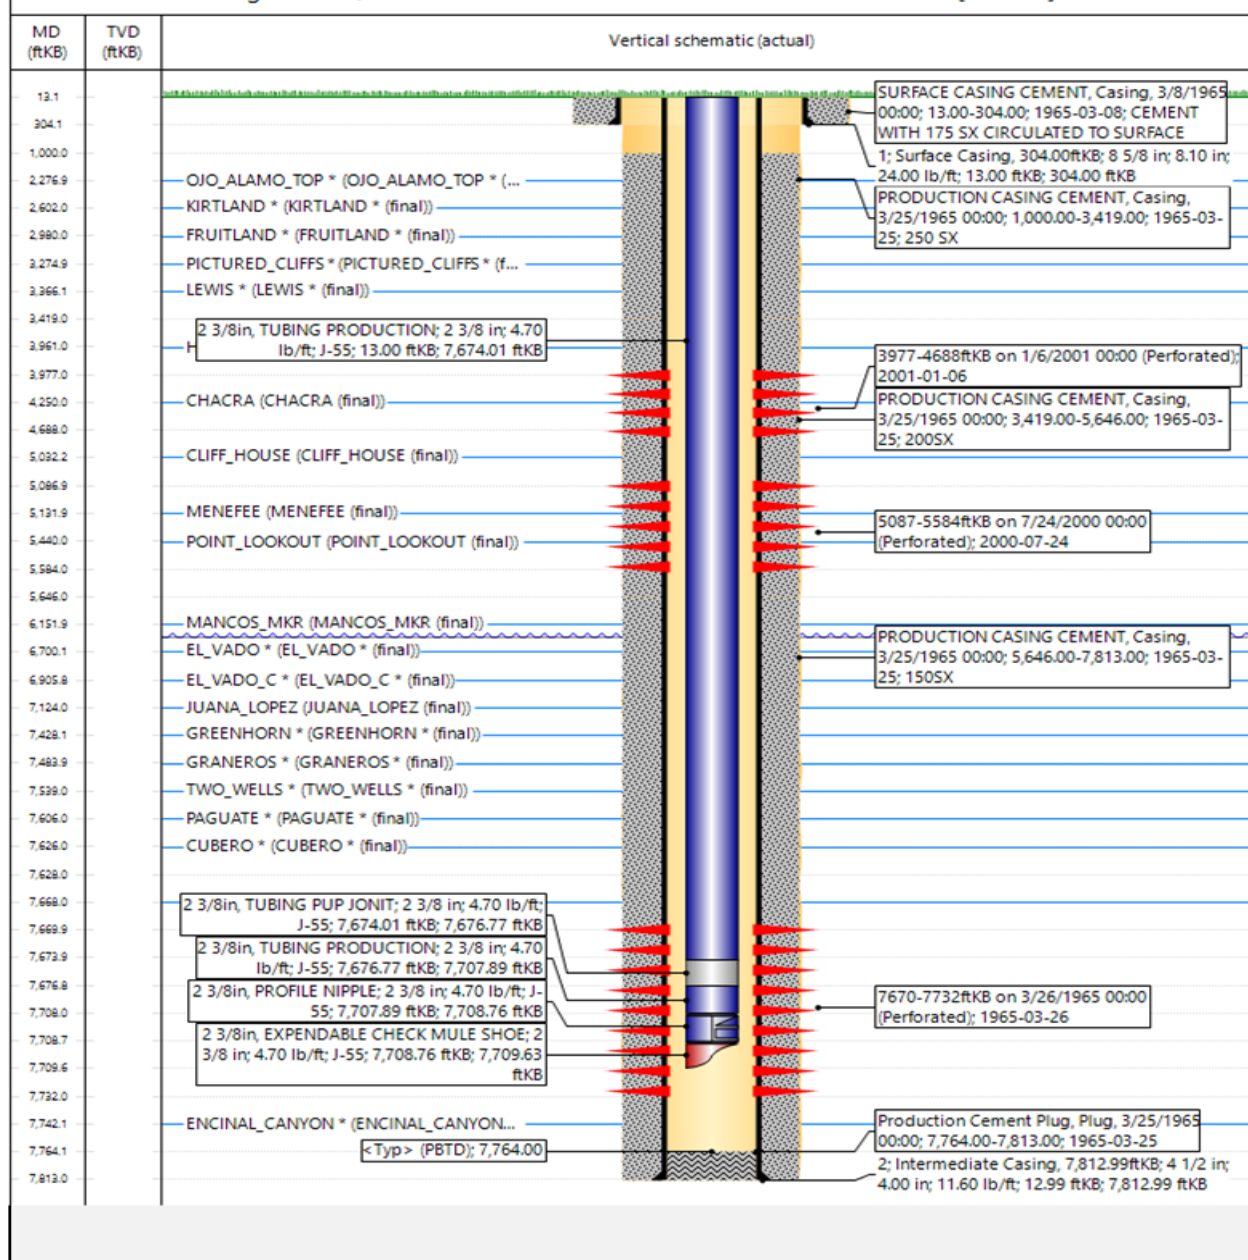 MD
(ftKB)
TVD
(ftKB)
Vertical schematic (actual)
13.1
304.1
1,000.0
2,276.9
2,602.0
2,980.0
3,274.9
3,366.1
3,419.0
3,961.0
3,977.0
4,250.0
4,688.0
5,032.2
5,086.9
5,131.9
5,440.0
5,584.0
5,646.0
6,151.9
6,700.1
6,905.8
7,124.0
7,428.1
7,483.9
7,539.0
7,606.0
7,626.0
7,628.0
7,668.0
7,669.9
7,673.9
7,676.8
7,708.0
7,708.7
7,709.6
7,732.0
7,742.1
7,764.1
7,813.0
OJO_ALAMO_TOP * (OJO_ALAMO_TOP * (...
KIRTLAND * (KIRTLAND * (final))
FRUITLAND * (FRUITLAND * (final))
PICTURED_CLIFFS * (PICTURED_CLIFFS * (f...
LEWIS * (LEWIS * (final))
2 3/8in, TUBING PRODUCTION; 2 3/8 in; 4.70
lb/ft; J-55; 13.00 ftKB; 7,674.01 ftKB
CHACRA (CHACRA (final))
CLIFF_HOUSE (CLIFF_HOUSE (final))
MENEFEE (MENEFEE (final))
POINT_LOOKOUT (POINT_LOOKOUT (final))
MANCOS_MKR (MANCOS_MKR (final))
EL_VADO * (EL_VADO * (final))
EL_VADO_C * (EL_VADO_C * (final))
JUANA_LOPEZ (JUANA_LOPEZ (final))
GREENHORN * (GREENHORN * (final))
GRANEROS * (GRANEROS * (final))
TWO_WELLS * (TWO_WELLS * (final))
PAGUATE * (PAGUATE * (final))
CUBERO * (CUBERO * (final))
2 3/8in, TUBING PUP JONIT; 2 3/8 in; 4.70 lb/ft;
J-55; 7,674.01 ftKB; 7,676.77 ftKB
2 3/8in, TUBING PRODUCTION; 2 3/8 in; 4.70
lb/ft; J-55; 7,676.77 ftKB; 7,707.89 ftKB
2 3/8in, PROFILE NIPPLE; 2 3/8 in; 4.70 lb/ft; J-
55; 7,707.89 ftKB; 7,708.76 ftKB
2 3/8in, EXPENDABLE CHECK MULE SHOE; 2
3/8 in; 4.70 lb/ft; J-55; 7,708.76 ftKB; 7,709.63
ftKB
ENCINAL_CANYON * (ENCINAL_CANYON...
<Typ> (PBTD); 7,764.00
SURFACE CASING CEMENT, Casing, 3/8/1965
00:00; 13.00-304.00; 1965-03-08; CEMENT
WITH 175 SX CIRCULATED TO SURFACE
1; Surface Casing, 304.00ftKB; 8 5/8 in; 8.10 in;
24.00 lb/ft; 13.00 ftKB; 304.00 ftKB
PRODUCTION CASING CEMENT, Casing,
3/25/1965 00:00; 1,000.00-3,419.00; 1965-03-
25; 250 SX
3977-4688ftKB on 1/6/2001 00:00 (Perforated);
2001-01-06
PRODUCTION CASING CEMENT, Casing,
3/25/1965 00:00; 3,419.00-5,646.00; 1965-03-
25; 200SX
5087-5584ftKB on 7/24/2000 00:00
(Perforated); 2000-07-24
PRODUCTION CASING CEMENT, Casing,
3/25/1965 00:00; 5,646.00-7,813.00; 1965-03-
25; 150SX
7670-7732ftKB on 3/26/1965 00:00
(Perforated); 1965-03-26
Production Cement Plug, Plug, 3/25/1965
00:00; 7,764.00-7,813.00; 1965-03-25
2; Intermediate Casing, 7,812.99ftKB; 4 1/2 in;
4.00 in; 11.60 lb/ft; 12.99 ftKB; 7,812.99 ftKB